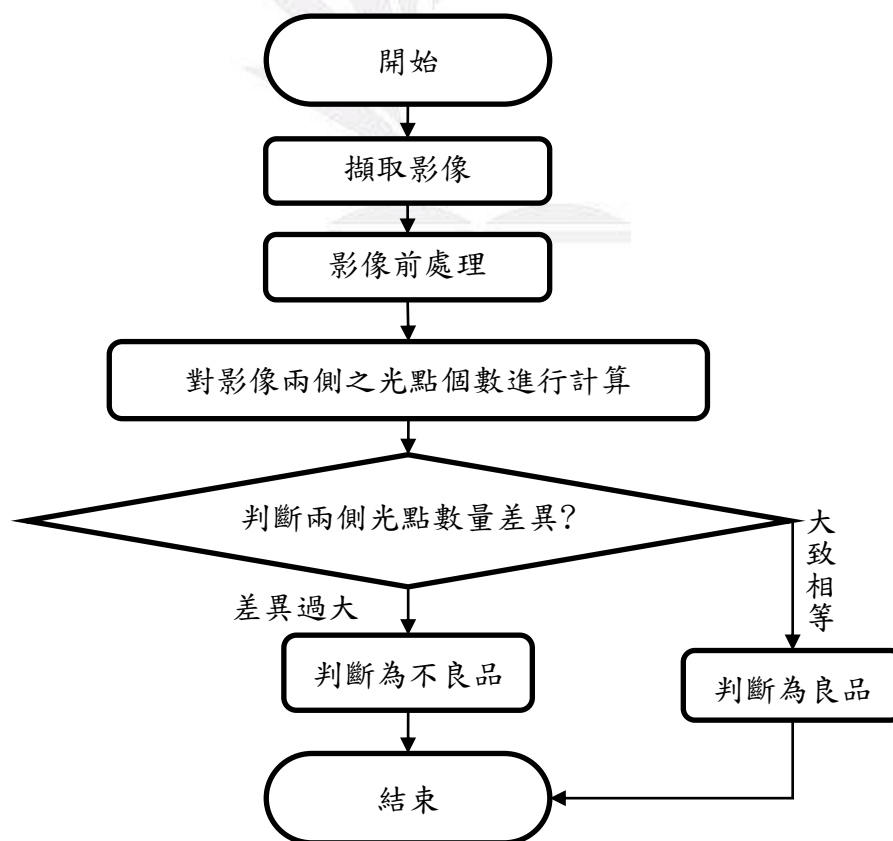 開始
擷取影像
影像前處理
對影像兩側之光點個數進行計算
判斷兩側光點數量差異?
大致相等
差異過大
判斷為不良品
判斷為良品
結束